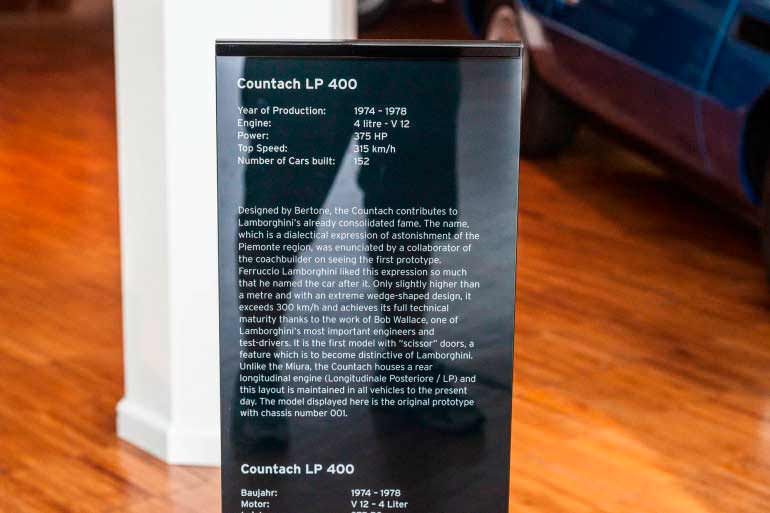 Countach LP 400
Year of Production: 1974 – 1978
Engine: 4 litre - V 12
Power: 375 HP
Top Speed: 315 km/h
Number of Cars built: 152
Designed by Bertone, the Countach contributes to
Lamborghini's already consolidated fame. The name,
which is a dialectical expression of astonishment of the
Piemonte region, was enunciated by a collaborator of
the coachbuilder on seeing the first prototype.
Ferruccio Lamborghini liked this expression so much
that he named the car after it. Only slightly higher than
a metre and with an extreme wedge-shaped design, it
exceeds 300 km/h and achieves its full technical
maturity thanks to the work of Bob Wallace, one of
Lamborghini's most important engineers and
test-drivers. It is the first model with "scissor" doors, a
feature which is to become distinctive of Lamborghini.
Unlike the Miura, the Countach houses a rear
longitudinal engine (Longitudinale Posteriore / LP) and
this layout is maintained in all vehicles to the present
day. The model displayed here is the original prototype
with chassis number 001.
Countach LP 400
Baujahr: 1974 – 1978
Motor: V 12 – 4 Liter